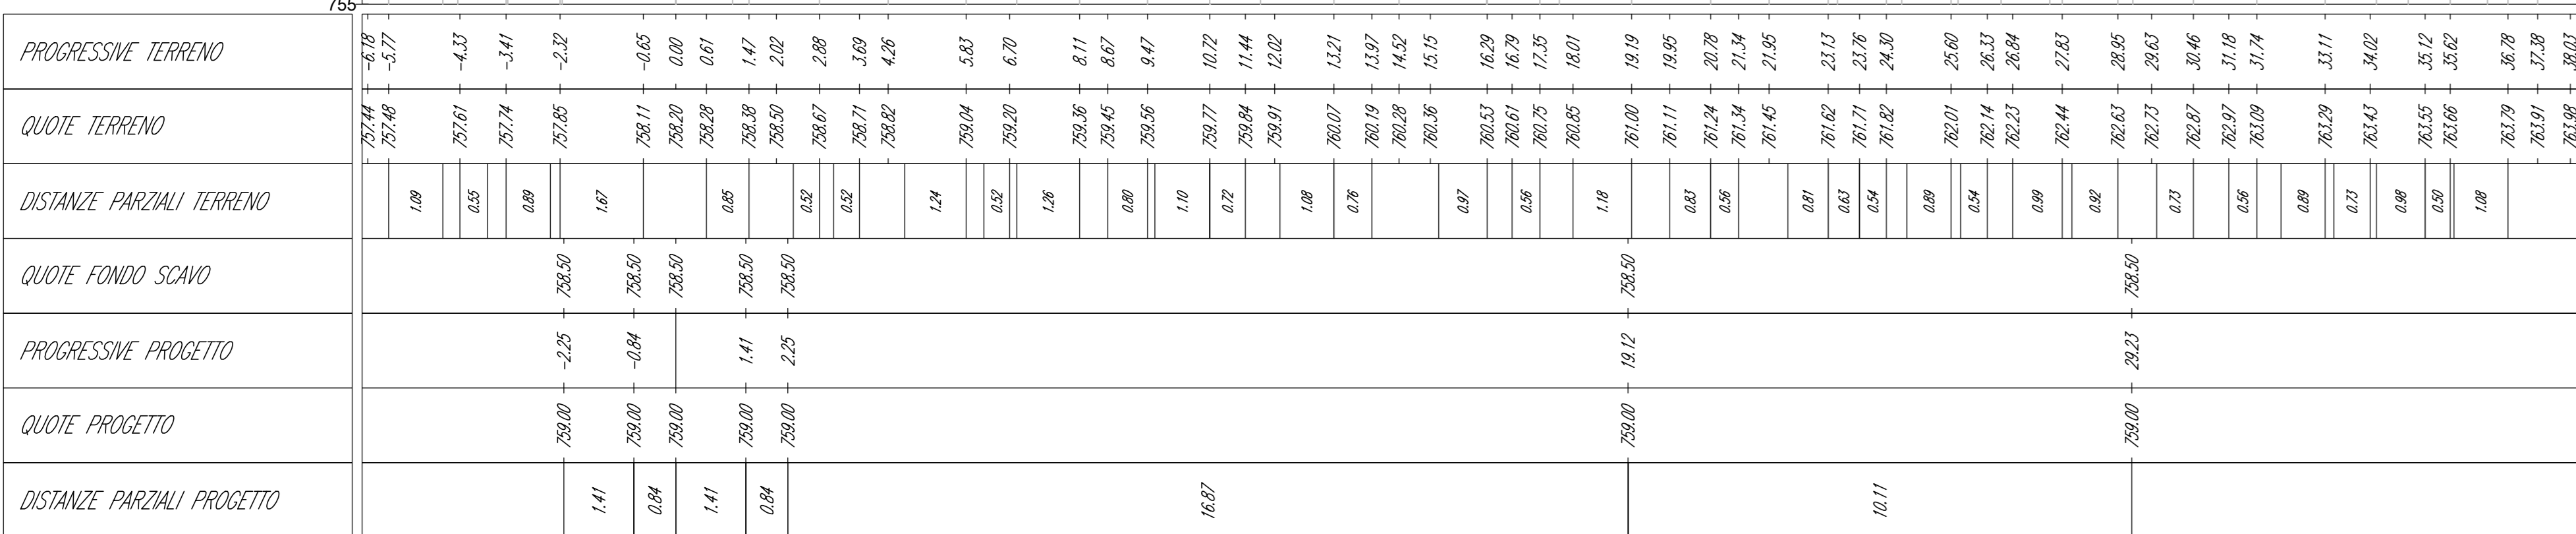 755
PROGRESSIVE TERRENO -6.18 -5.77 -4.33 -3.41 -2.32 -0.65 0.00 0.61 1.47 2.02 2.88 3.69 4.26 5.83 6.70 8.11 8.67 9.47 10.72 11.44 12.02 13.21 13.97 14.52 15.15 16.29 16.79 17.35 18.01 19.19 19.95 20.78 21.34 21.95 23.13 23.76 24.30 25.60 26.33 26.84 27.83 28.95 29.63 30.46 31.18 31.74 33.11 34.02 35.12 35.62 36.78 37.38 38.03
QUOTE TERRENO 757.44 757.48 757.61 757.74 757.85 758.11 758.20 758.28 758.38 758.50 758.67 758.71 758.82 759.04 759.20 759.36 759.45 759.56 759.77 759.84 759.91 760.07 760.19 760.28 760.36 760.53 760.61 760.75 760.85 761.00 761.11 761.24 761.34 761.45 761.62 761.71 761.82 762.01 762.14 762.23 762.44 762.63 762.73 762.87 762.97 763.09 763.29 763.43 763.55 763.66 763.79 763.91 763.98
DISTANZE PARZIALI TERRENO 1.09 0.55 0.89 1.67 0.85 0.52 0.52 1.24 0.52 1.26 0.80 1.10 0.72 1.08 0.76 0.97 0.56 1.18 0.83 0.56 0.81 0.63 0.54 0.89 0.54 0.99 0.92 0.73 0.56 0.89 0.73 0.98 0.50 1.08
QUOTE FONDO SCAVO 758.50 758.50 758.50 758.50 758.50 758.50 758.50
PROGRESSIVE PROGETTO -2.25 -0.84 1.41 2.25 19.12 29.23
QUOTE PROGETTO 759.00 759.00 759.00 759.00 759.00 759.00 759.00
DISTANZE PARZIALI PROGETTO 1.41 0.84 1.41 0.84 16.87 10.11